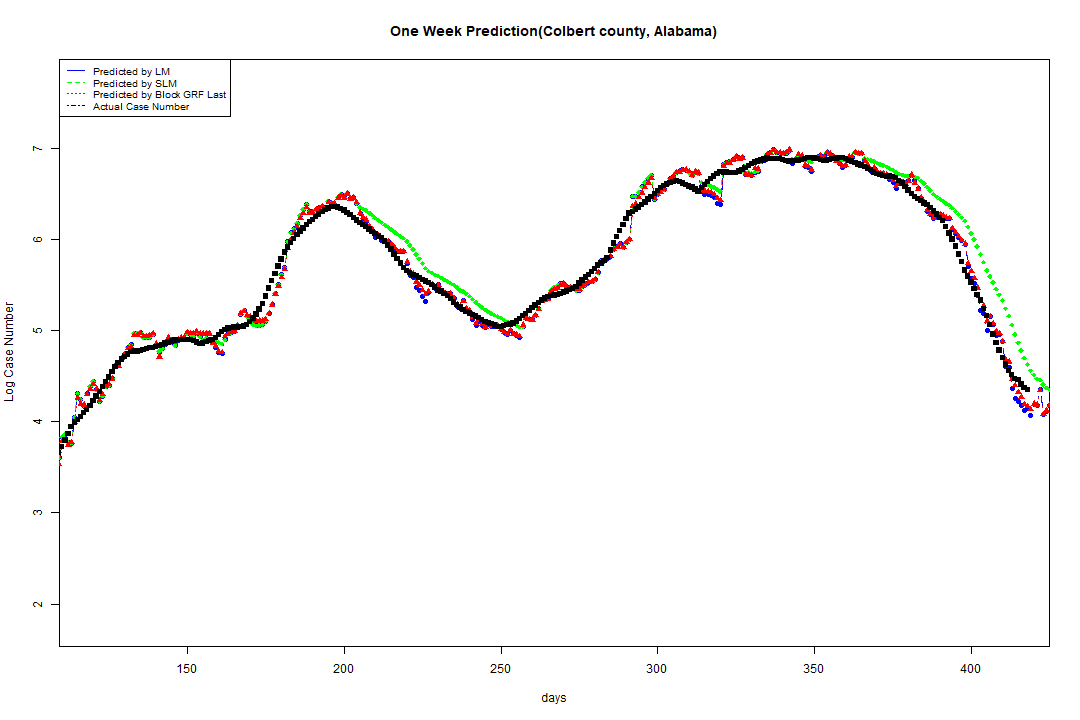 One Week Prediction(Colbert county, Alabama)
Predicted by LM
Predicted by SLM
Predicted by Block GRF Last
Actual Case Number
7
6
5
4
3
2
Log Case Number
150 200 250 300 350 400
days